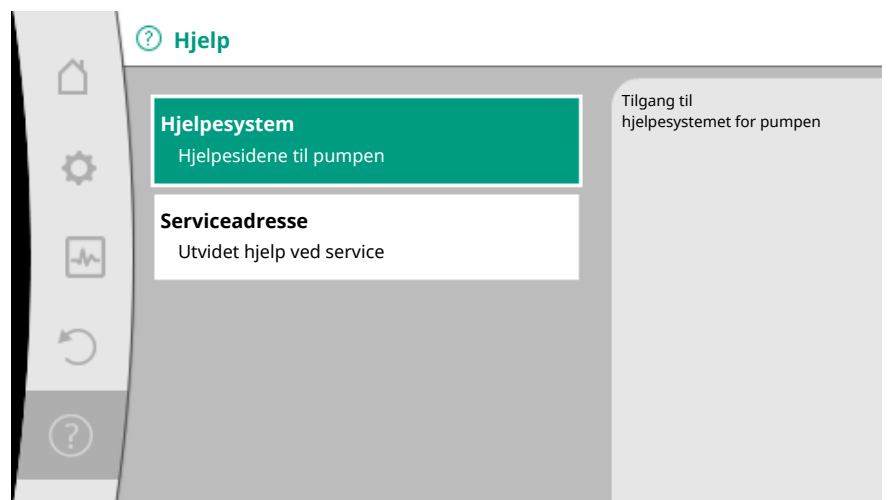 Hjelp
Hjelpesystem
Hjelpesidene til pumpen
Serviceadresse
Utvidet hjelp ved service
Tilgang til
hjelpesystemet for pumpen